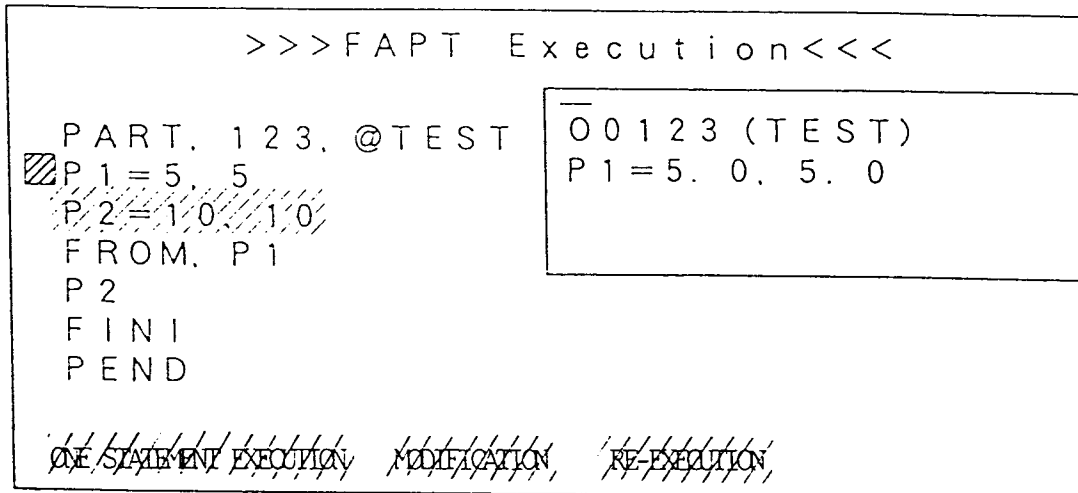 >>>FAPT Execution<<<
PART, 123, @TEST
P1=5, 5
P2=10, 10
FROM, P1
P2
FINI
PEND
O0123(TEST)
P1=5. 0, 5. 0
ONE STATEMENT EXECUTION MODIFICATION RE-EXECUTION